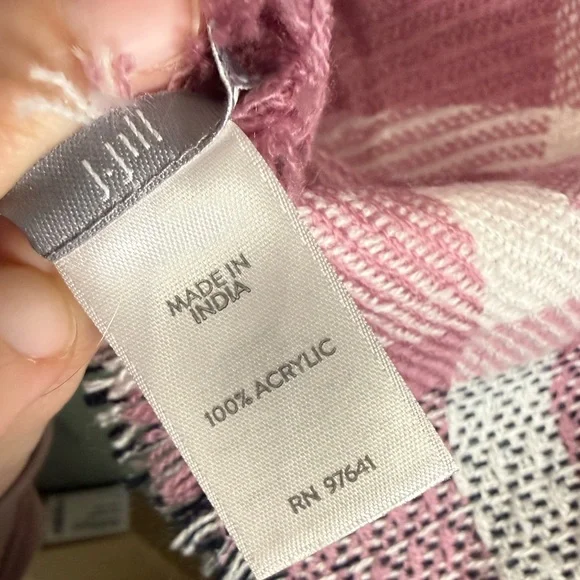 J.Jill
MADE IN
INDIA
100% ACRYLIC
RN 97641